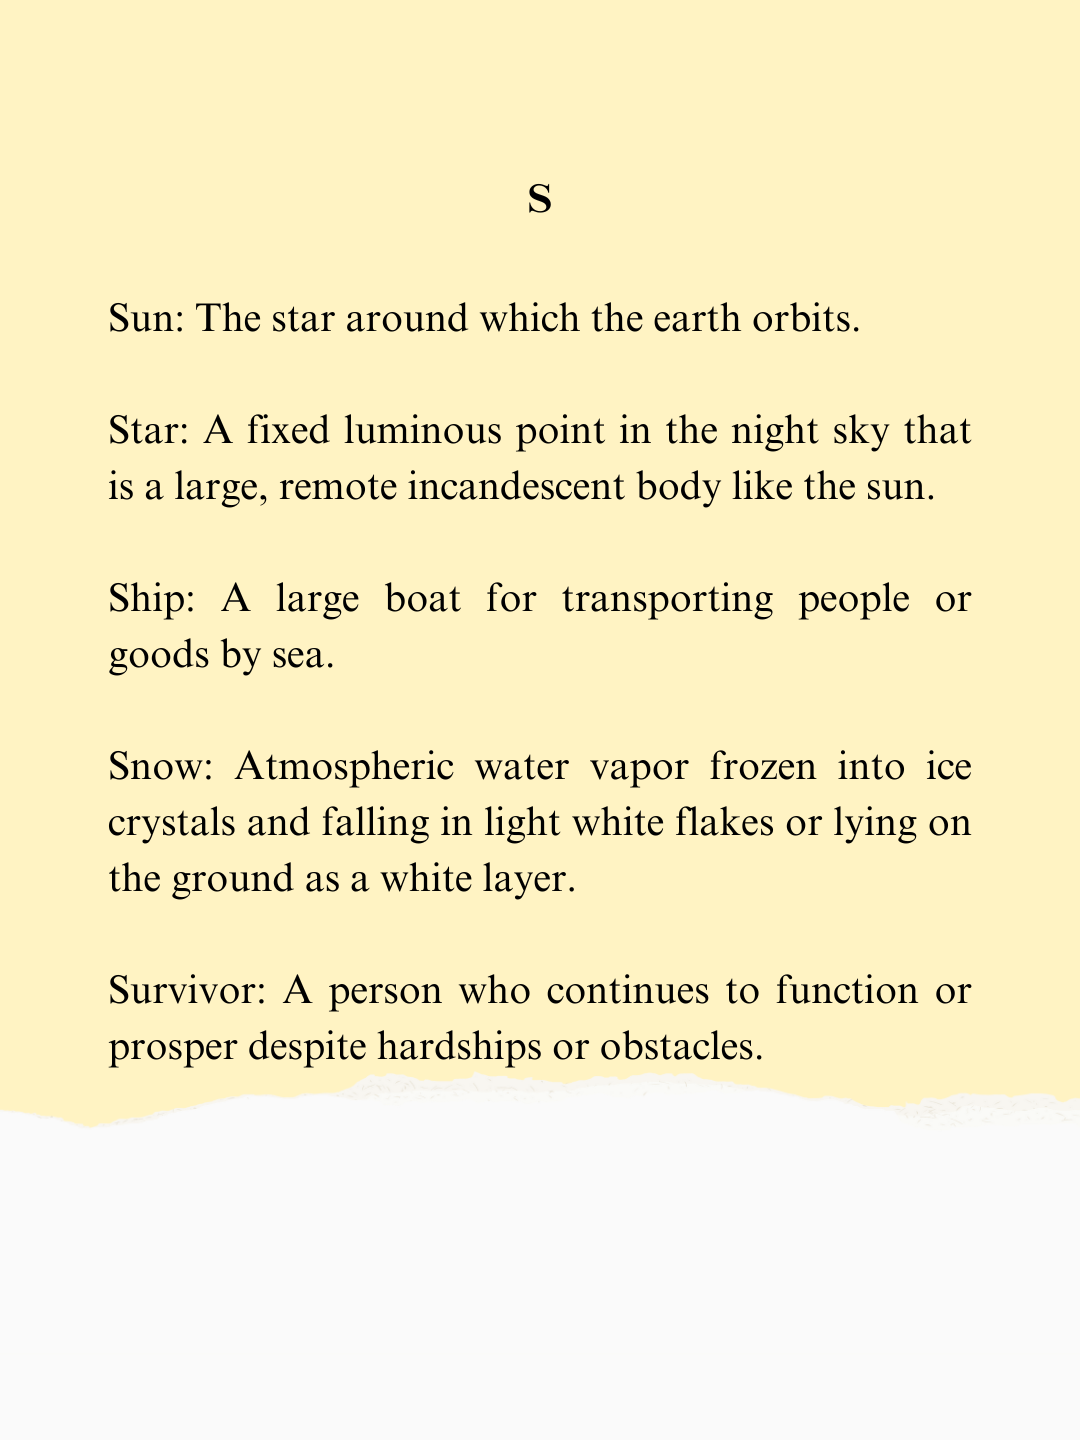 S
Sun: The star around which the earth orbits.
Star: A fixed luminous point in the night sky that
is a large, remote incandescent body like the sun.
Ship: A large boat for transporting people or
goods by sea.
Snow: Atmospheric water vapor frozen into ice
crystals and falling in light white flakes or lying on
the ground as a white layer.
Survivor: A person who continues to function or
prosper despite hardships or obstacles.